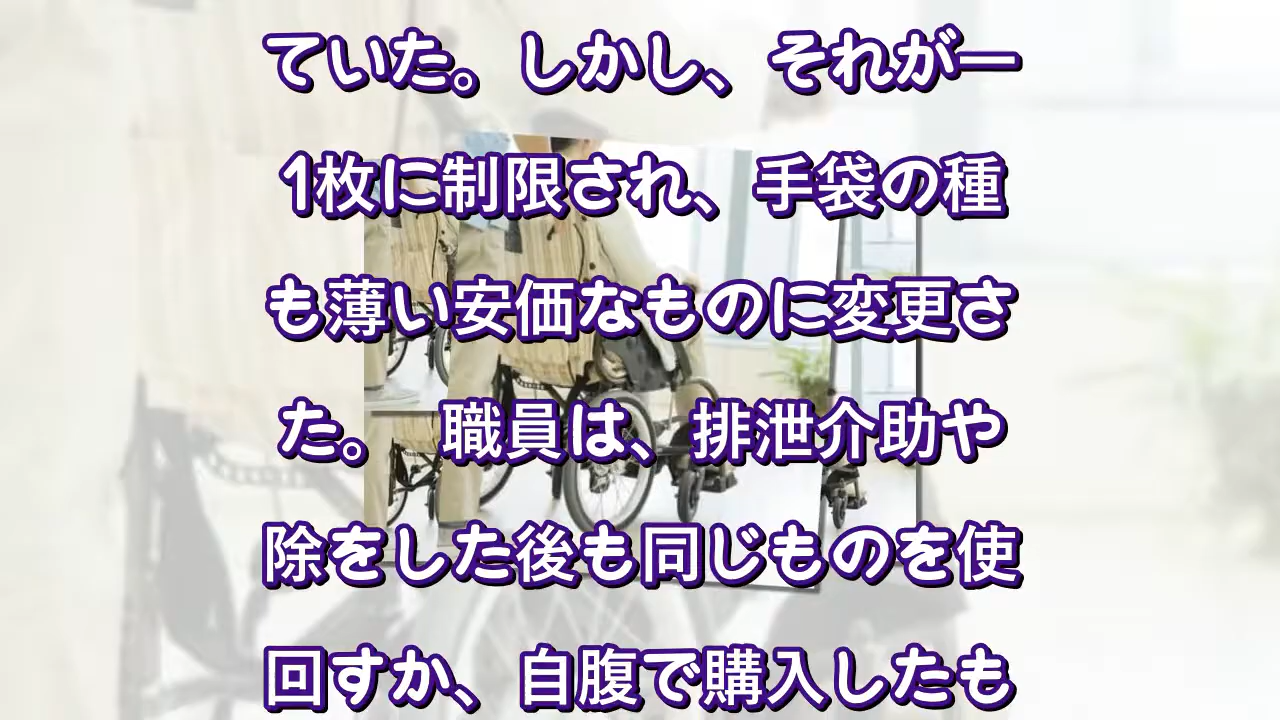 ていた。しかし、それが一
1枚に制限され、手袋の種
も薄い安価なものに変更さ
た。 職員は、排泄介助や
除をした後も同じものを使
回すか、自腹で購入したも